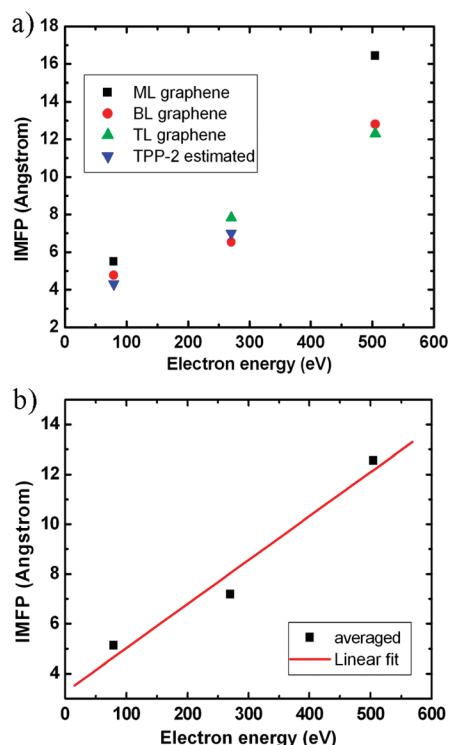 a)
18
16
14
12
10
8
6
4
2
IMFP (Angstrom)
ML graphene
BL graphene
TL graphene
TPP-2 estimated
0 100 200 300 400 500 600
Electron energy (eV)
b)
14
12
10
8
6
4
IMFP (Angstrom)
averaged
Linear fit
0 100 200 300 400 500 600
Electron energy (eV)